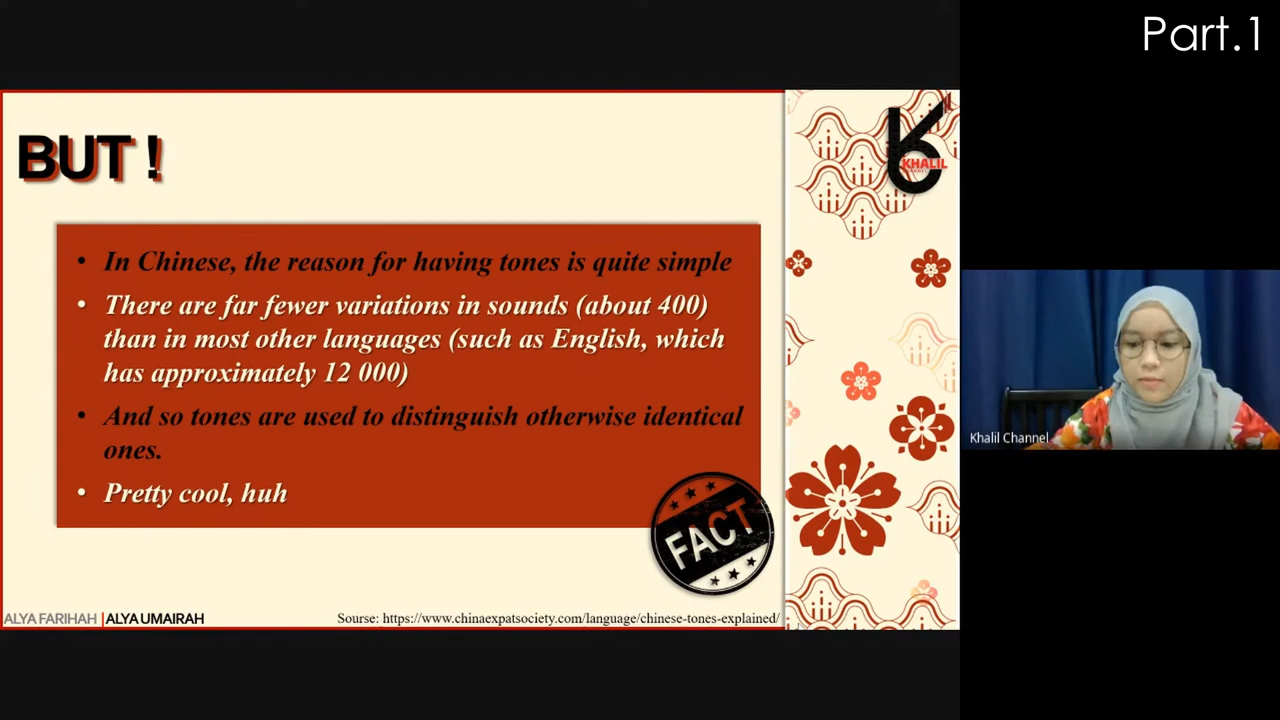 Part.1
BUT !
KHALIL
• In Chinese, the reason for having tones is quite simple
• There are far fewer variations in sounds (about 400)
than in most other languages (such as English, which
has approximately 12 000)
• And so tones are used to distinguish otherwise identical
ones.
• Pretty cool, huh
FACT
Khalil Channel
ALYA FARIHAH | ALYA UMAIRAH
Sourse: https://www.chinaexpatsociety.com/language/chinese-tones-explained/